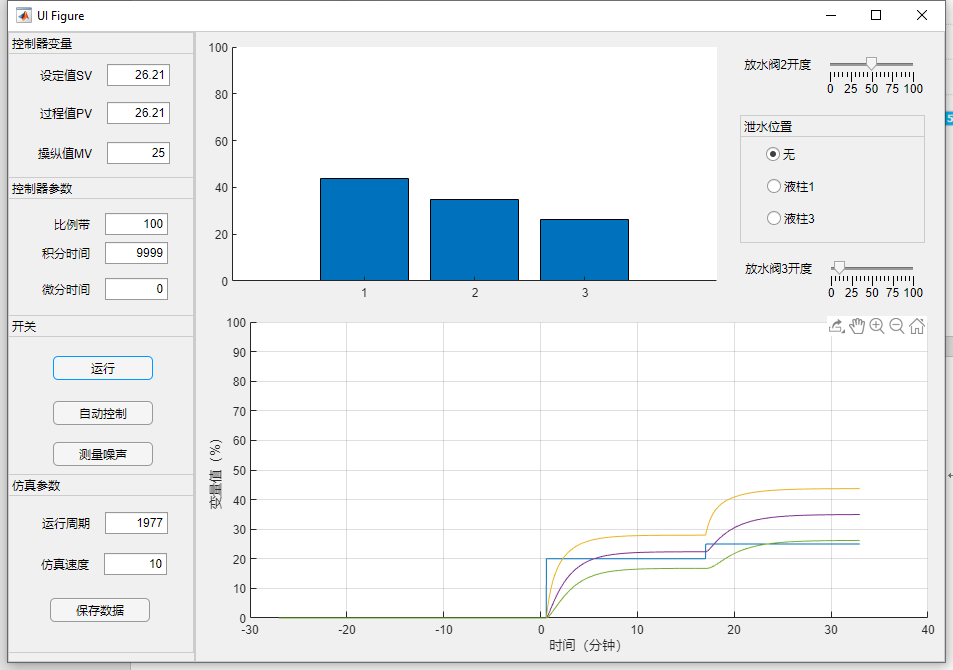 UI Figure
控制器变量
设定值SV 26.21
过程值PV 26.21
操纵值MV 25
控制器参数
比例带 100
积分时间 9999
微分时间 0
开关
运行
自动控制
测量噪声
仿真参数
运行周期 1977
仿真速度 10
保存数据
100
80
60
40
20
0
1 2 3
放水阀2开度
0 25 50 75 100
泄水位置
无
液柱1
液柱3
放水阀3开度
0 25 50 75 100
变量值（%）
100
90
80
70
60
50
40
30
20
10
0
-30 -20 -10 0 10 20 30 40
时间（分钟）
5